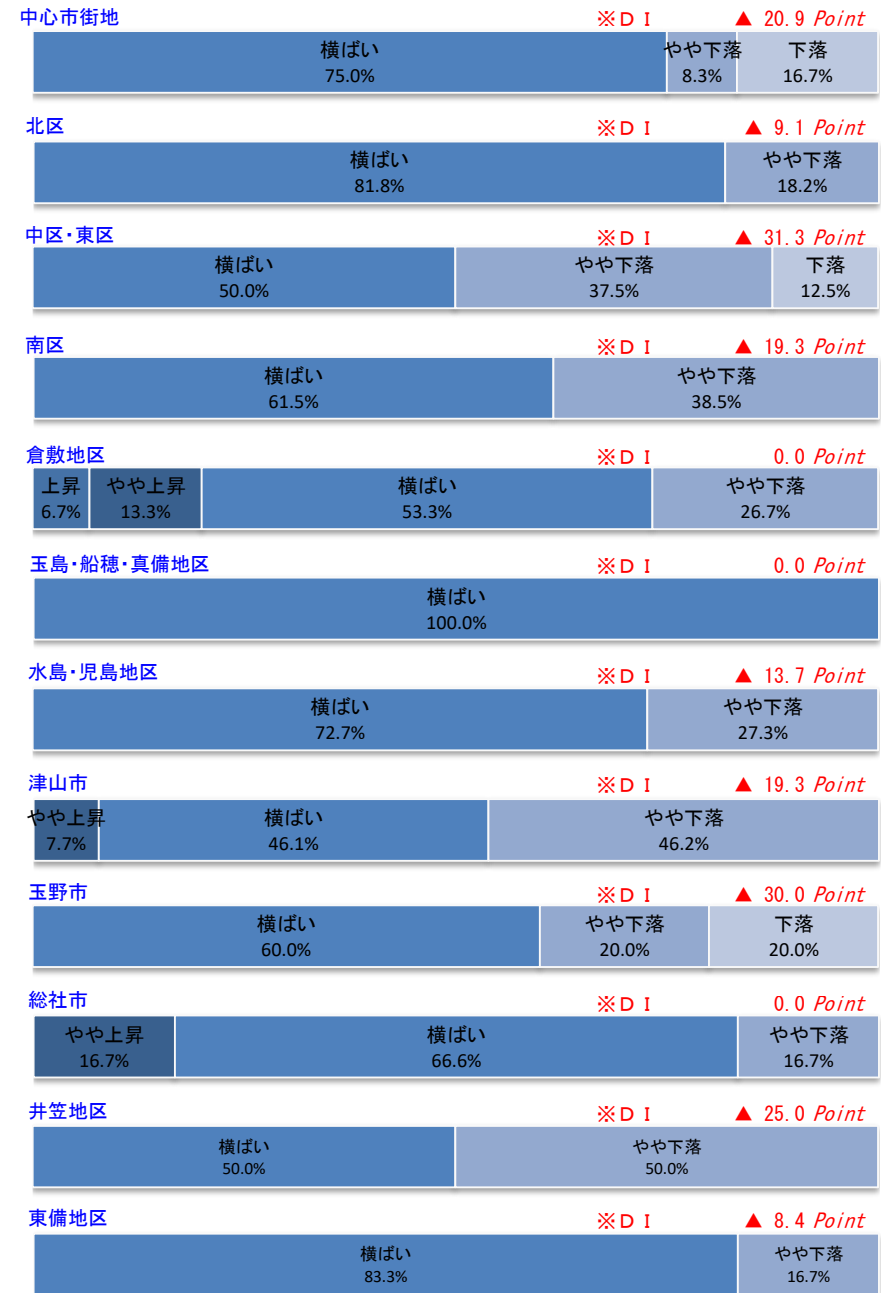 中心市街地 ※ＤＩ ▲ 20.9 Point
横ばい やや下落 下落
75.0% 8.3% 16.7%
北区 ※ＤＩ ▲ 9.1 Point
横ばい やや下落
81.8% 18.2%
中区・東区 ※ＤＩ ▲ 31.3 Point
横ばい やや下落 下落
50.0% 37.5% 12.5%
南区 ※ＤＩ ▲ 19.3 Point
横ばい やや下落
61.5% 38.5%
倉敷地区 ※ＤＩ 0.0 Point
上昇 やや上昇 横ばい やや下落
6.7% 13.3% 53.3% 26.7%
玉島・船穂・真備地区 ※ＤＩ 0.0 Point
横ばい
100.0%
水島・児島地区 ※ＤＩ ▲ 13.7 Point
横ばい やや下落
72.7% 27.3%
津山市 ※ＤＩ ▲ 19.3 Point
やや上昇 横ばい やや下落
7.7% 46.1% 46.2%
玉野市 ※ＤＩ ▲ 30.0 Point
横ばい やや下落 下落
60.0% 20.0% 20.0%
総社市 ※ＤＩ 0.0 Point
やや上昇 横ばい やや下落
16.7% 66.6% 16.7%
井笠地区 ※ＤＩ ▲ 25.0 Point
横ばい やや下落
50.0% 50.0%
東備地区 ※ＤＩ ▲ 8.4 Point
横ばい やや下落
83.3% 16.7%